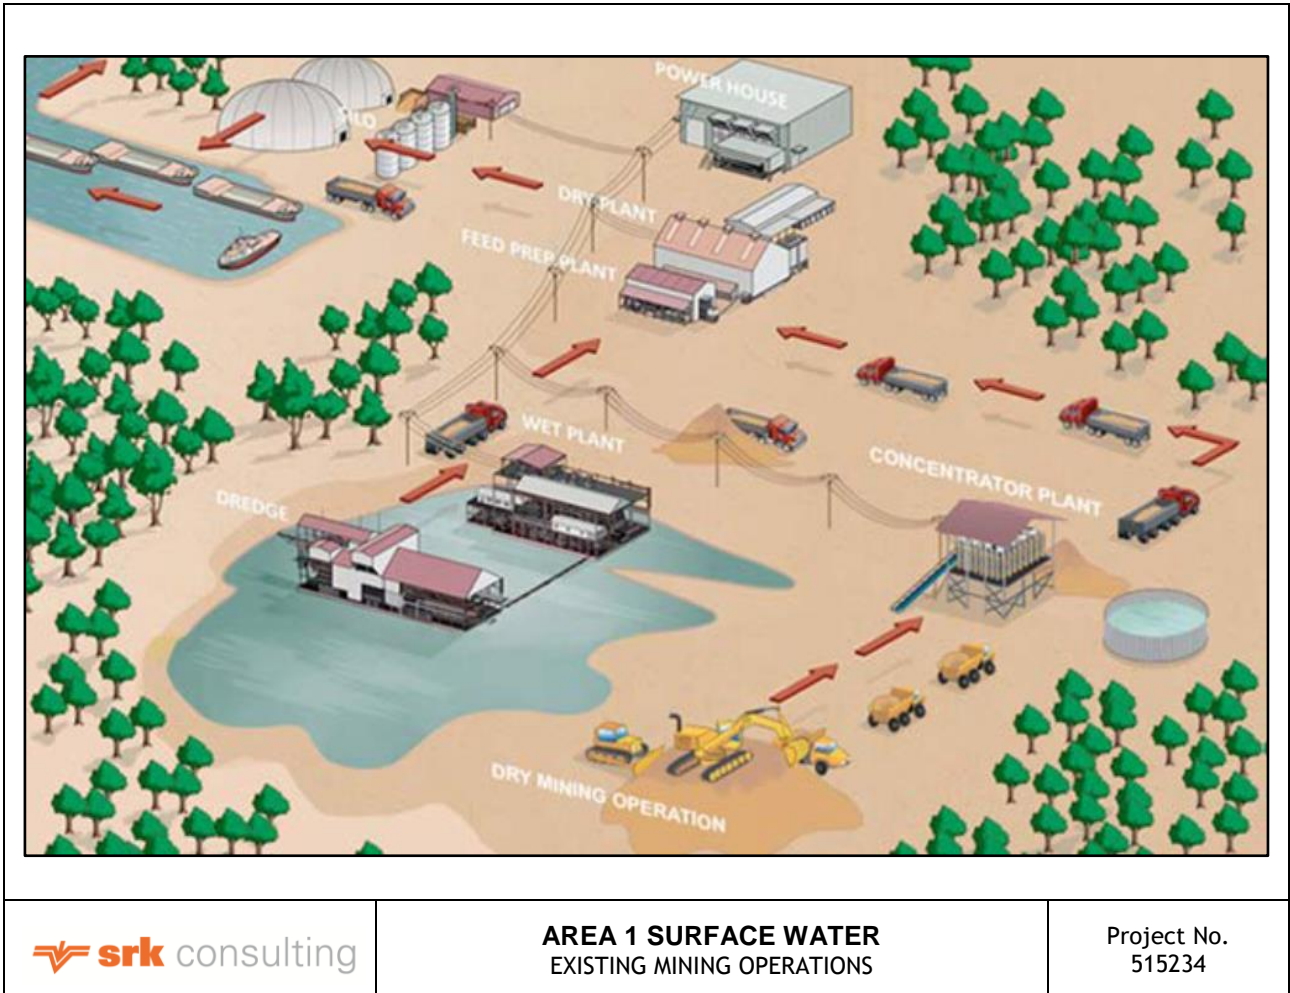 POWER HOUSE
SILO
DRY PLANT
FEED PREP PLANT
WET PLANT
CONCENTRATOR PLANT
DREDGE
DRY MINING OPERATION
srk consulting
AREA 1 SURFACE WATER
EXISTING MINING OPERATIONS
Project No.
515234